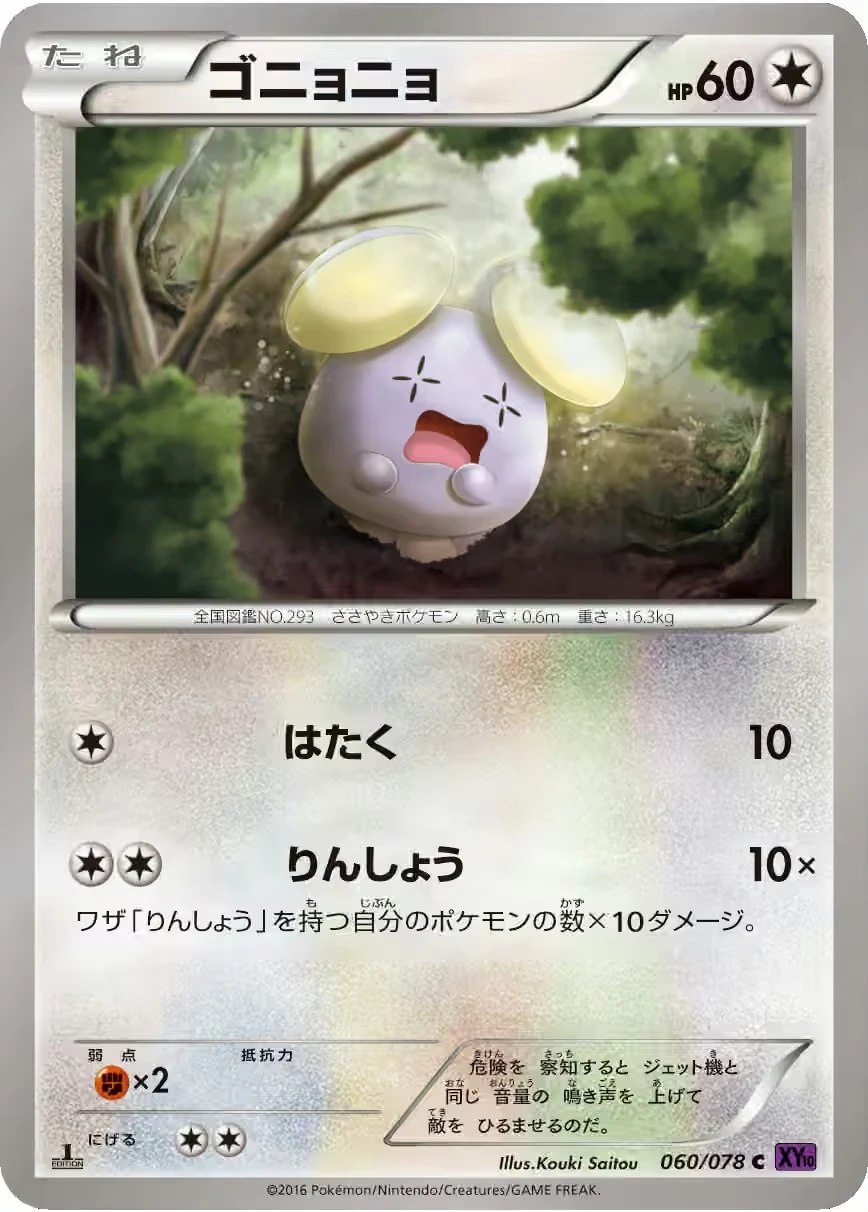 たね ゴニョニョ HP60
全国図鑑NO.293 ささやきポケモン 高さ：0.6m 重さ：16.3kg
はたく 10
りんしょう 10×
ワザ「りんしょう」を持つ自分のポケモンの数×10ダメージ。
弱点 抵抗力
×2
にげる
危険を 察知すると ジェット機と
同じ 音量の 鳴き声を 上げて
敵を ひるませるのだ。
1 EDITION
Illus.Kouki Saitou 060/078 C XY10
©2016 Pokémon/Nintendo/Creatures/GAME FREAK.